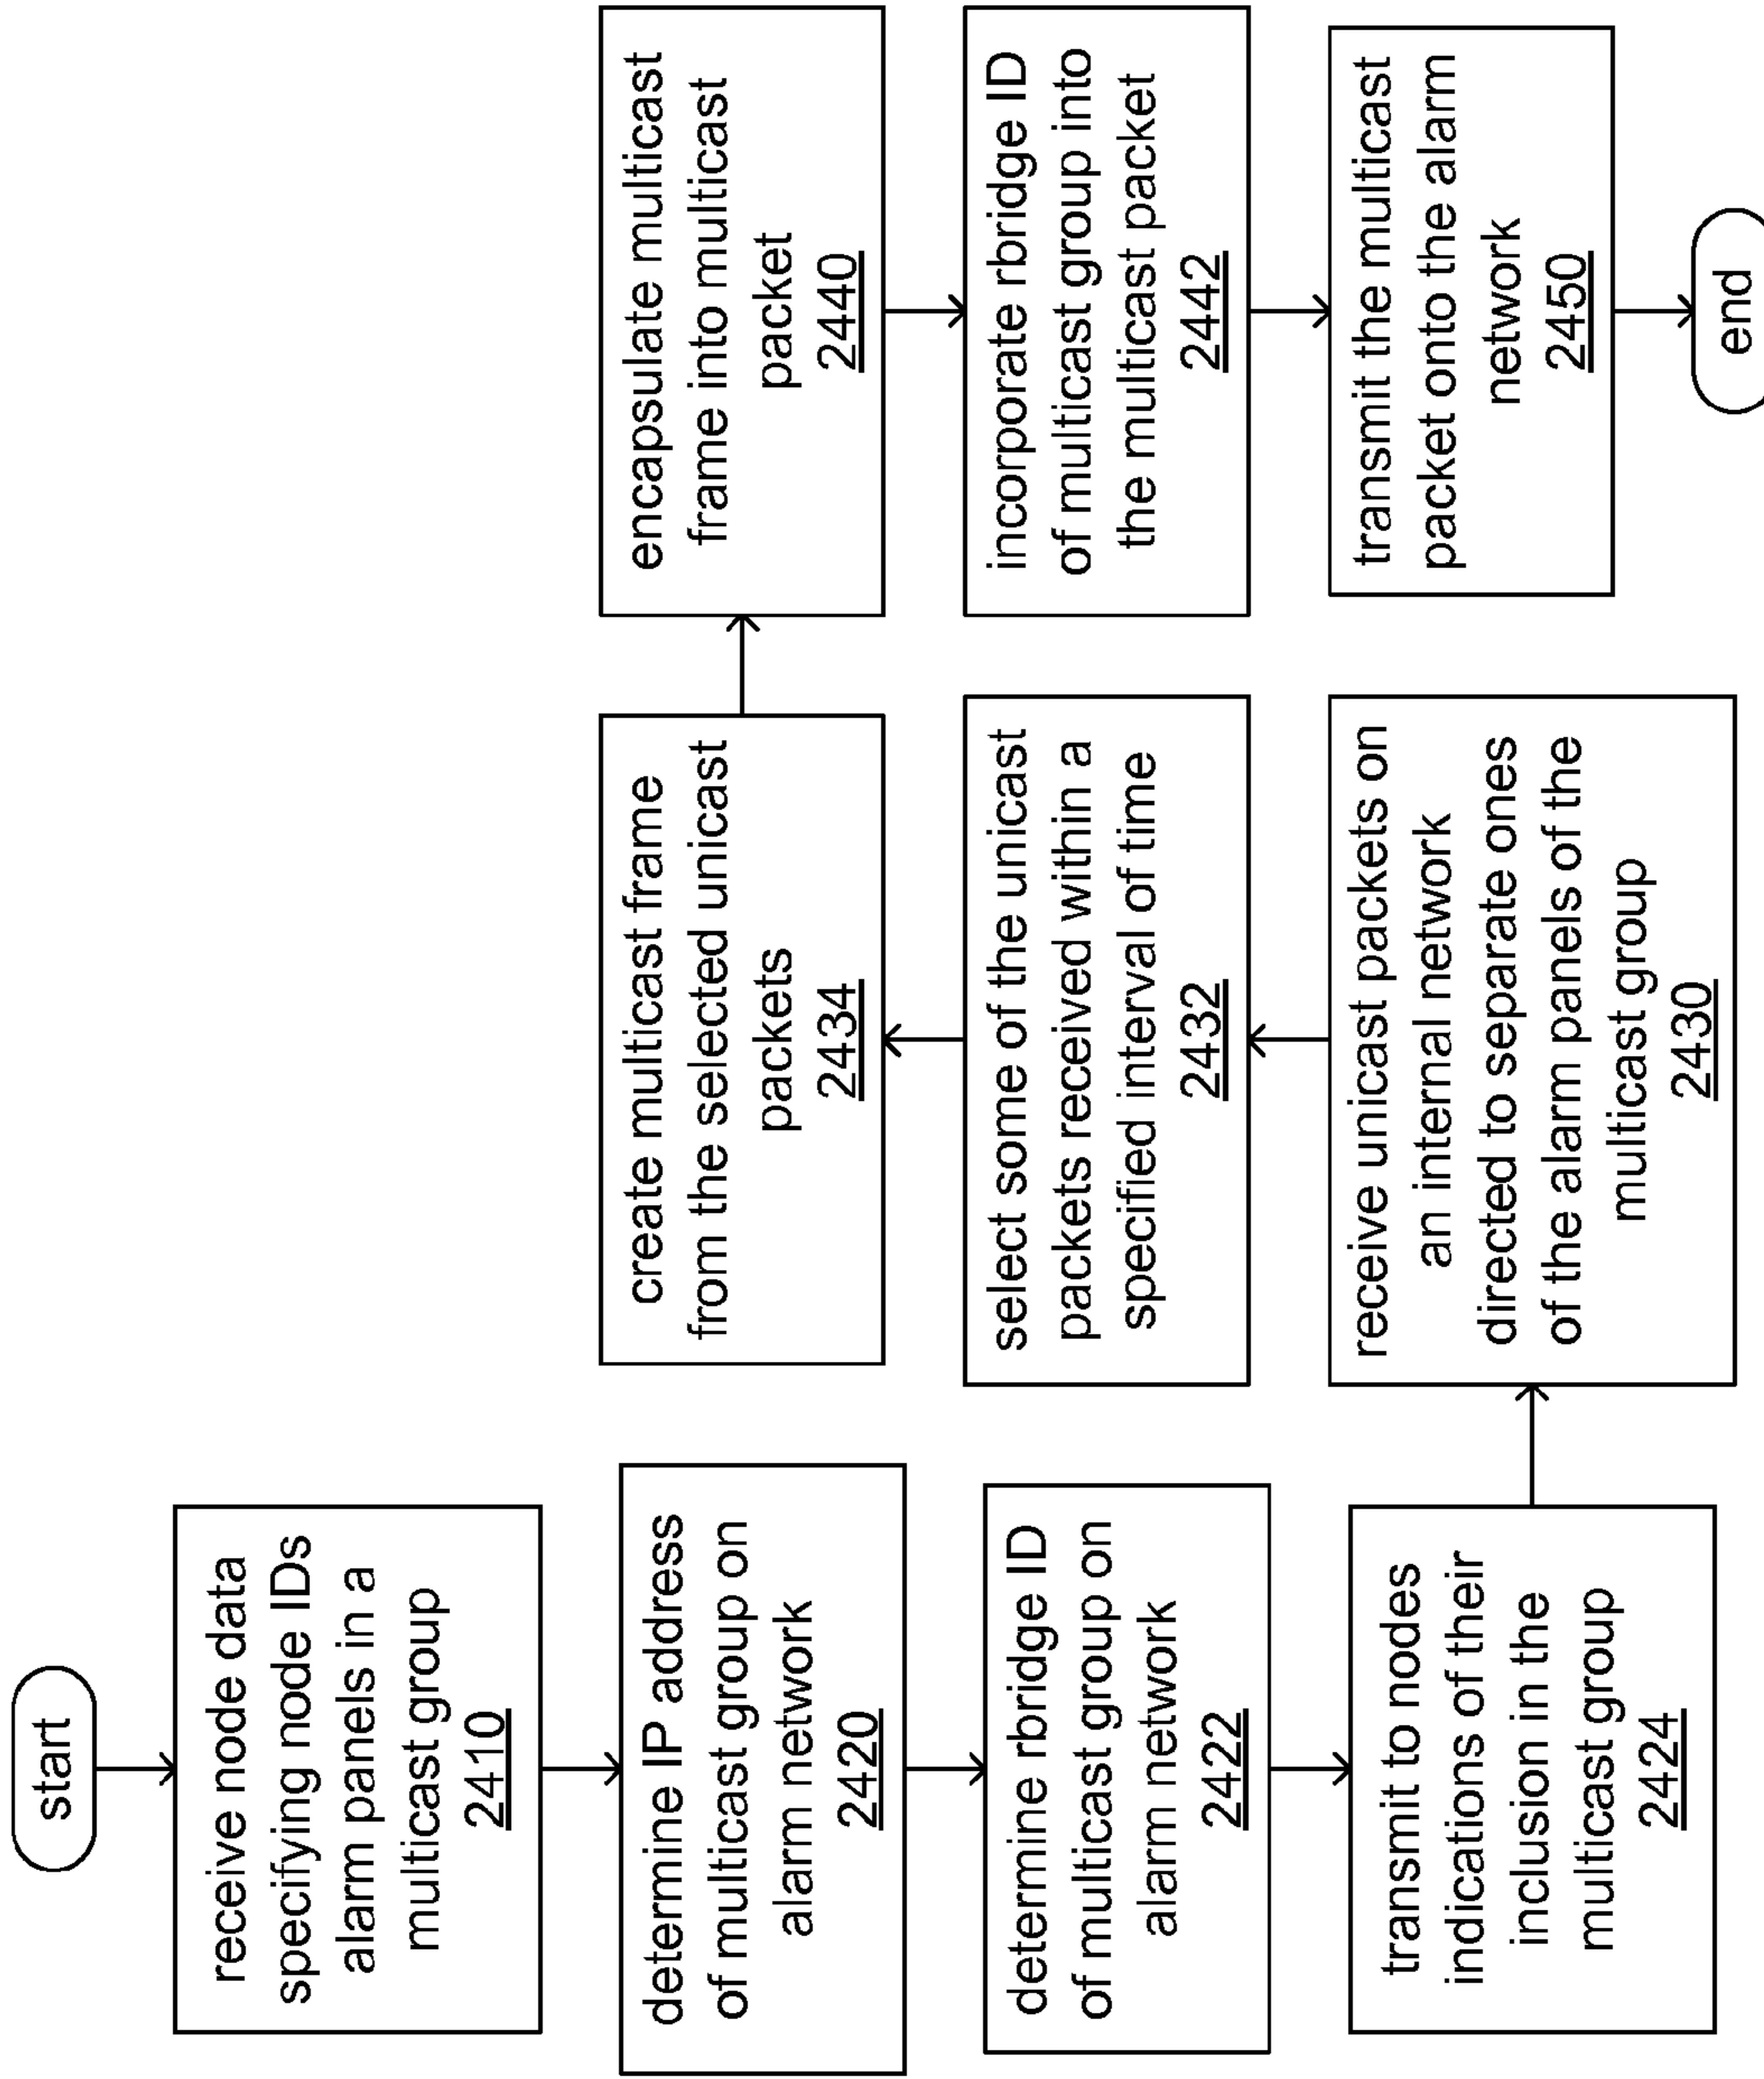 start
receive node data
specifying node IDs
alarm panels in a
multicast group
2410
determine IP address
of multicast group on
alarm network
2420
determine rbridge ID
of multicast group on
alarm network
2422
transmit to nodes
indications of their
inclusion in the
multicast group
2424
receive unicast packets on
an internal network
directed to separate ones
of the alarm panels of the
multicast group
2430
select some of the unicast
packets received within a
specified interval of time
2432
create multicast frame
from the selected unicast
packets
2434
encapsulate multicast
frame into multicast
packet
2440
incorporate rbridge ID
of multicast group into
the multicast packet
2442
transmit the multicast
packet onto the alarm
network
2450
end